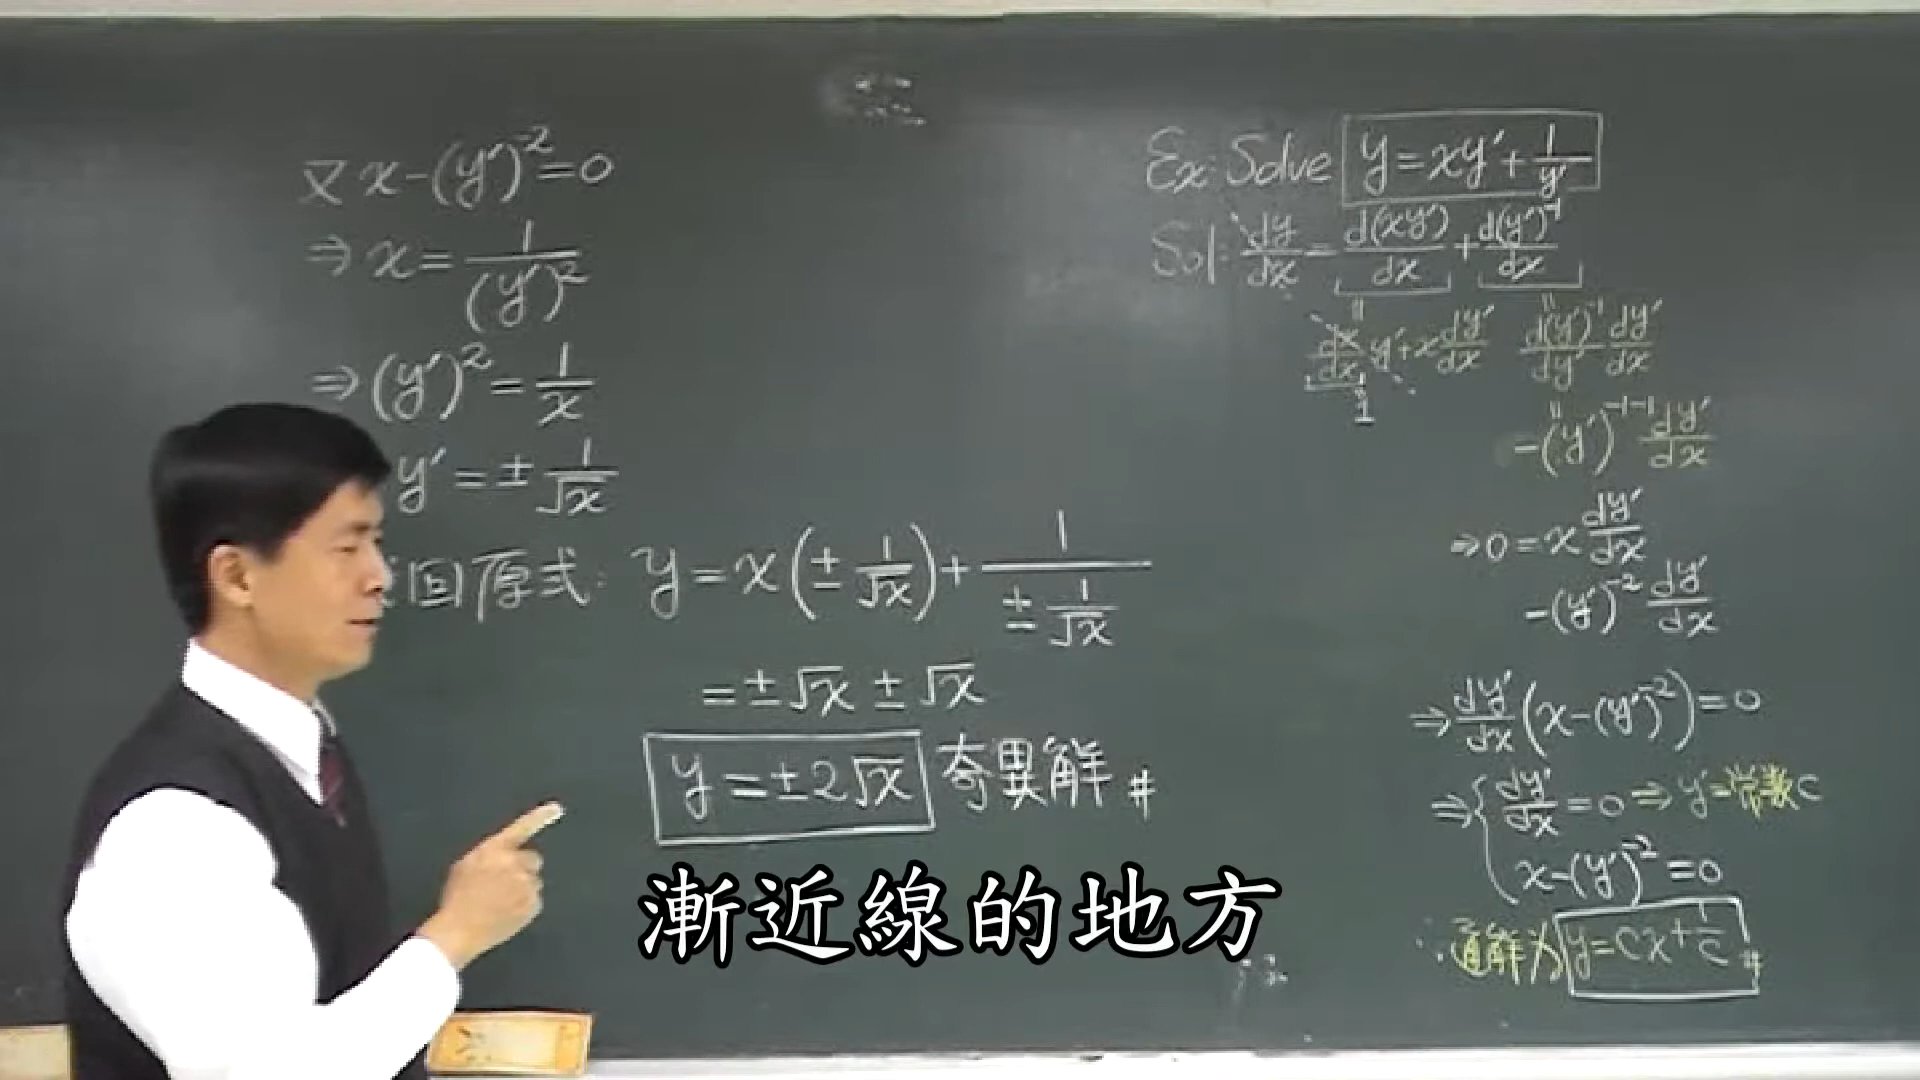 又 x-(y′)⁻²=0
⇒ x=1/(y′)²
⇒ (y′)²=1/x
y′=±1/√x
回原式: y=x(±1/√x)+1/(±1/√x)
=±√x±√x
y=±2√x 奇異解 #
Ex: Solve y=xy′+1/y′
Sol: dy/dx=d(xy′)/dx+d(y′)⁻¹/dx
dx/dx y′+x dy′/dx d(y′)⁻¹/dy′ dy′/dx
1
-(y′)⁻¹⁻¹ dy′/dx
⇒0=x dy′/dx
-(y′)⁻² dy′/dx
⇒ dy′/dx (x-(y′)⁻²)=0
⇒{ dy′/dx=0 ⇒ y′=常數C
x-(y′)⁻²=0
∴通解为 y=Cx+1/C #
漸近線的地方